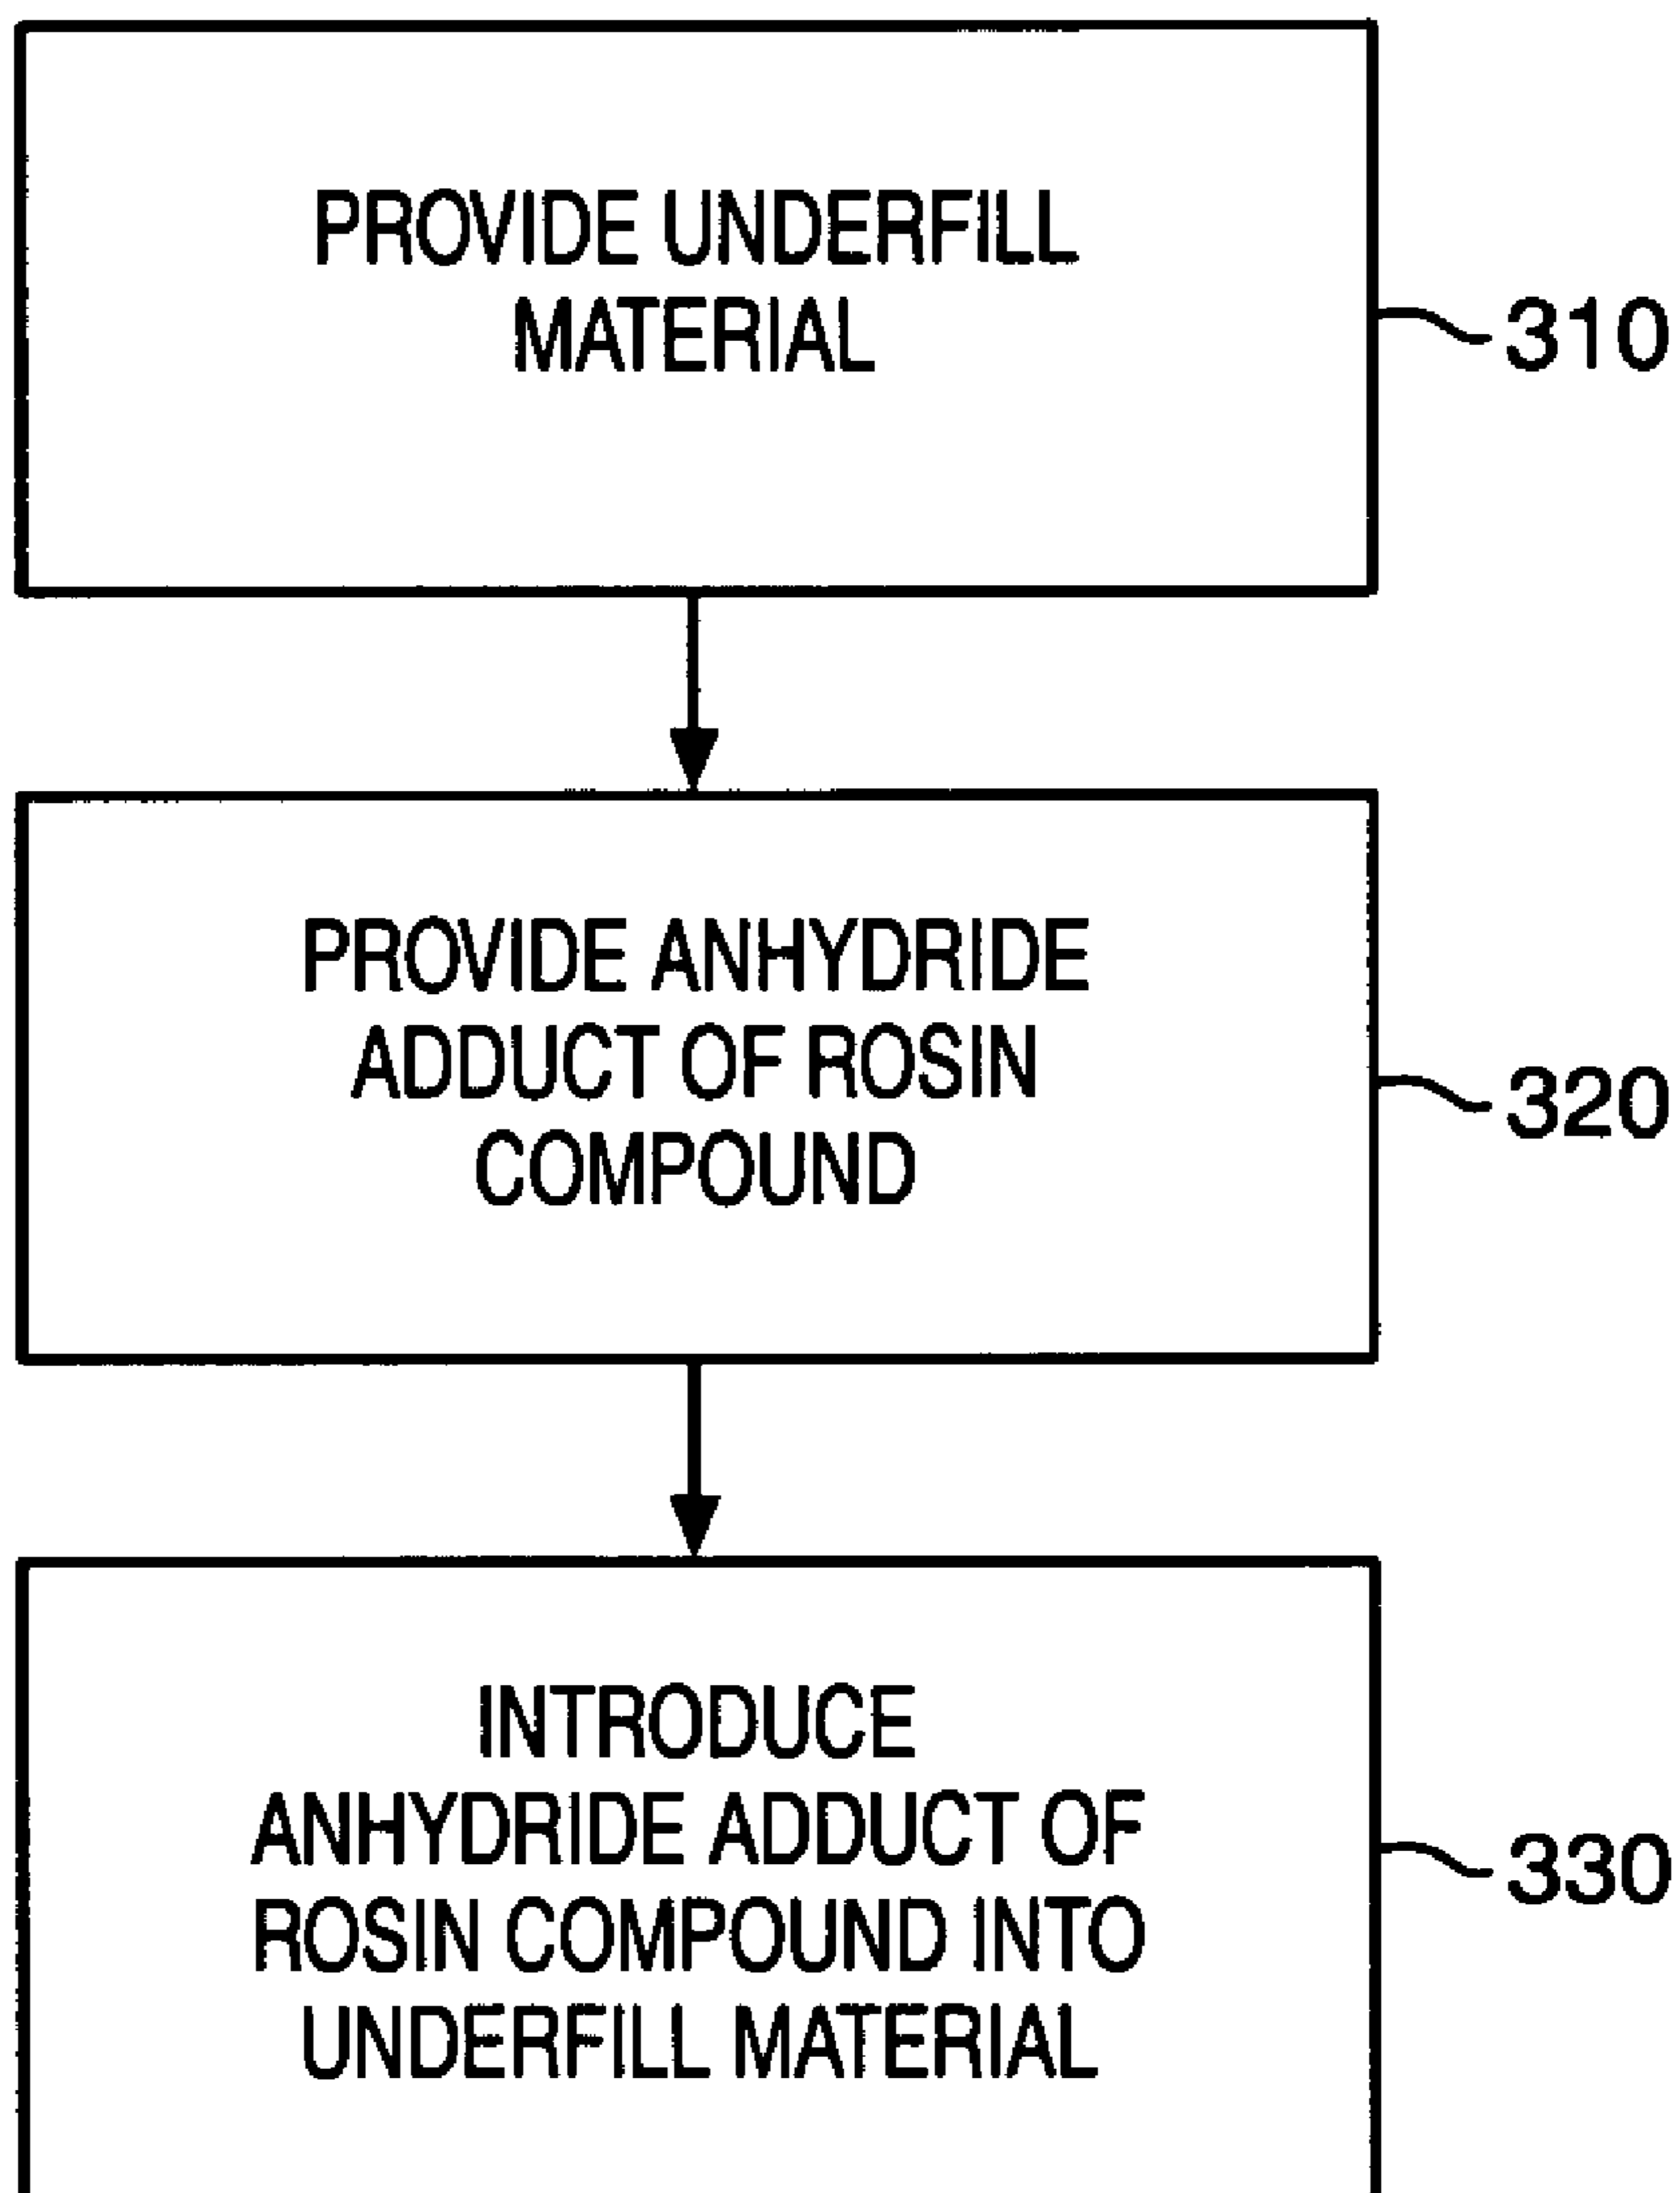 PROVIDE UNDERFILL
MATERIAL
310
PROVIDE ANHYDRIDE
ADDUCT OF ROSIN
COMPOUND
320
INTRODUCE
ANHYDRIDE ADDUCT OF
ROSIN COMPOUND INTO
UNDERFILL MATERIAL
330